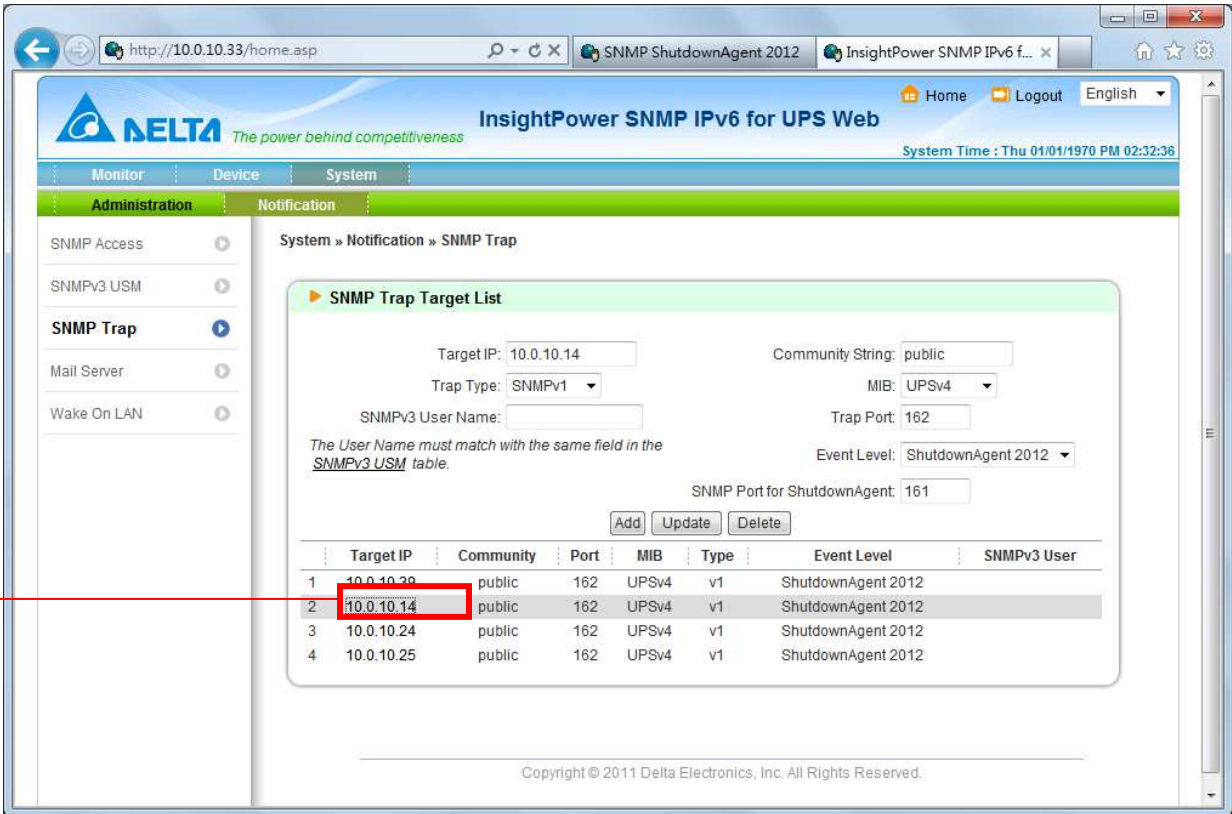 http://10.0.10.33/home.asp
SNMP ShutdownAgent 2012
InsightPower SNMP IPv6 f...
Home
Logout
English
DELTA The power behind competitiveness
InsightPower SNMP IPv6 for UPS Web
System Time : Thu 01/01/1970 PM 02:32:36
Monitor Device System
Administration Notification
SNMP Access
SNMPv3 USM
SNMP Trap
Mail Server
Wake On LAN
System » Notification » SNMP Trap
SNMP Trap Target List
Target IP: 10.0.10.14 Community String: public
Trap Type: SNMPv1 MIB: UPSv4
SNMPv3 User Name: Trap Port: 162
The User Name must match with the same field in the
SNMPv3 USM table.
Event Level: ShutdownAgent 2012
SNMP Port for ShutdownAgent: 161
Add Update Delete
Target IP Community Port MIB Type Event Level SNMPv3 User
1 10.0.10.39 public 162 UPSv4 v1 ShutdownAgent 2012
2 10.0.10.14 public 162 UPSv4 v1 ShutdownAgent 2012
3 10.0.10.24 public 162 UPSv4 v1 ShutdownAgent 2012
4 10.0.10.25 public 162 UPSv4 v1 ShutdownAgent 2012
Copyright © 2011 Delta Electronics, Inc. All Rights Reserved.